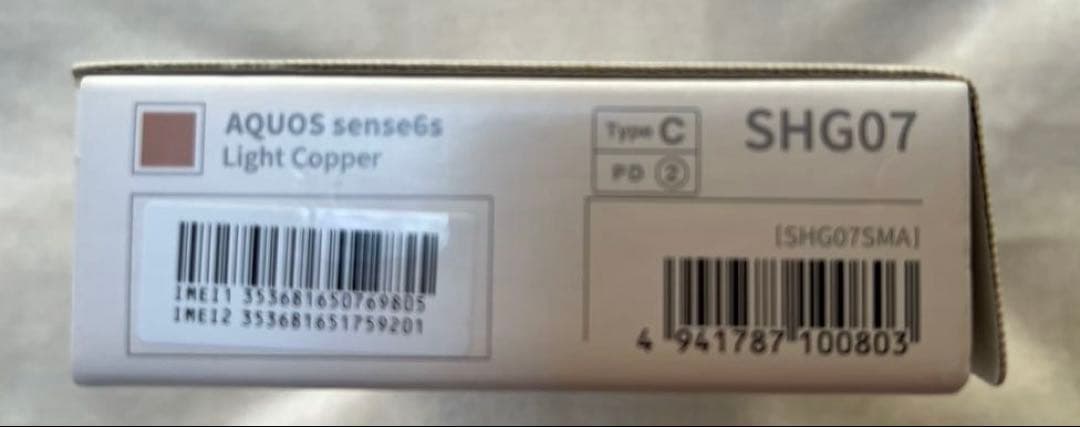 AQUOS sense6s
Light Copper
IMEI1 353681650769805
IMEI2 353681651759201
Type C
PD 2
SHG07
[SHG07SMA]
4 941787 100803